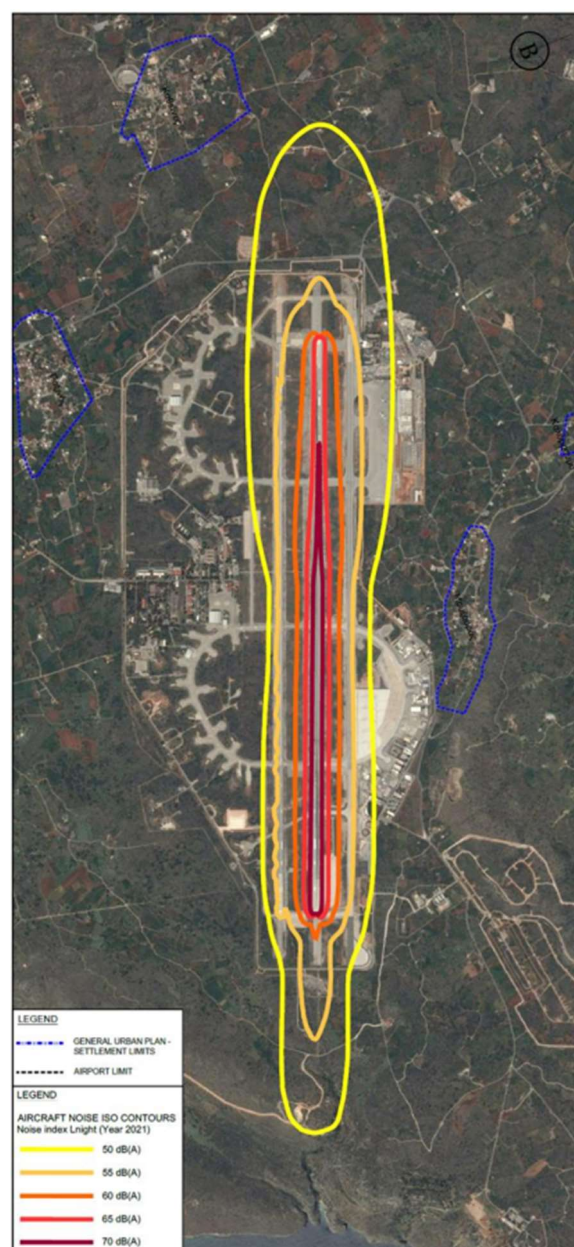 B
LEGEND
GENERAL URBAN PLAN -
SETTLEMENT LIMITS
AIRPORT LIMIT
LEGEND
AIRCRAFT NOISE ISO CONTOURS
Noise index Lnight (Year 2021)
50 dB(A)
55 dB(A)
60 dB(A)
65 dB(A)
70 dB(A)